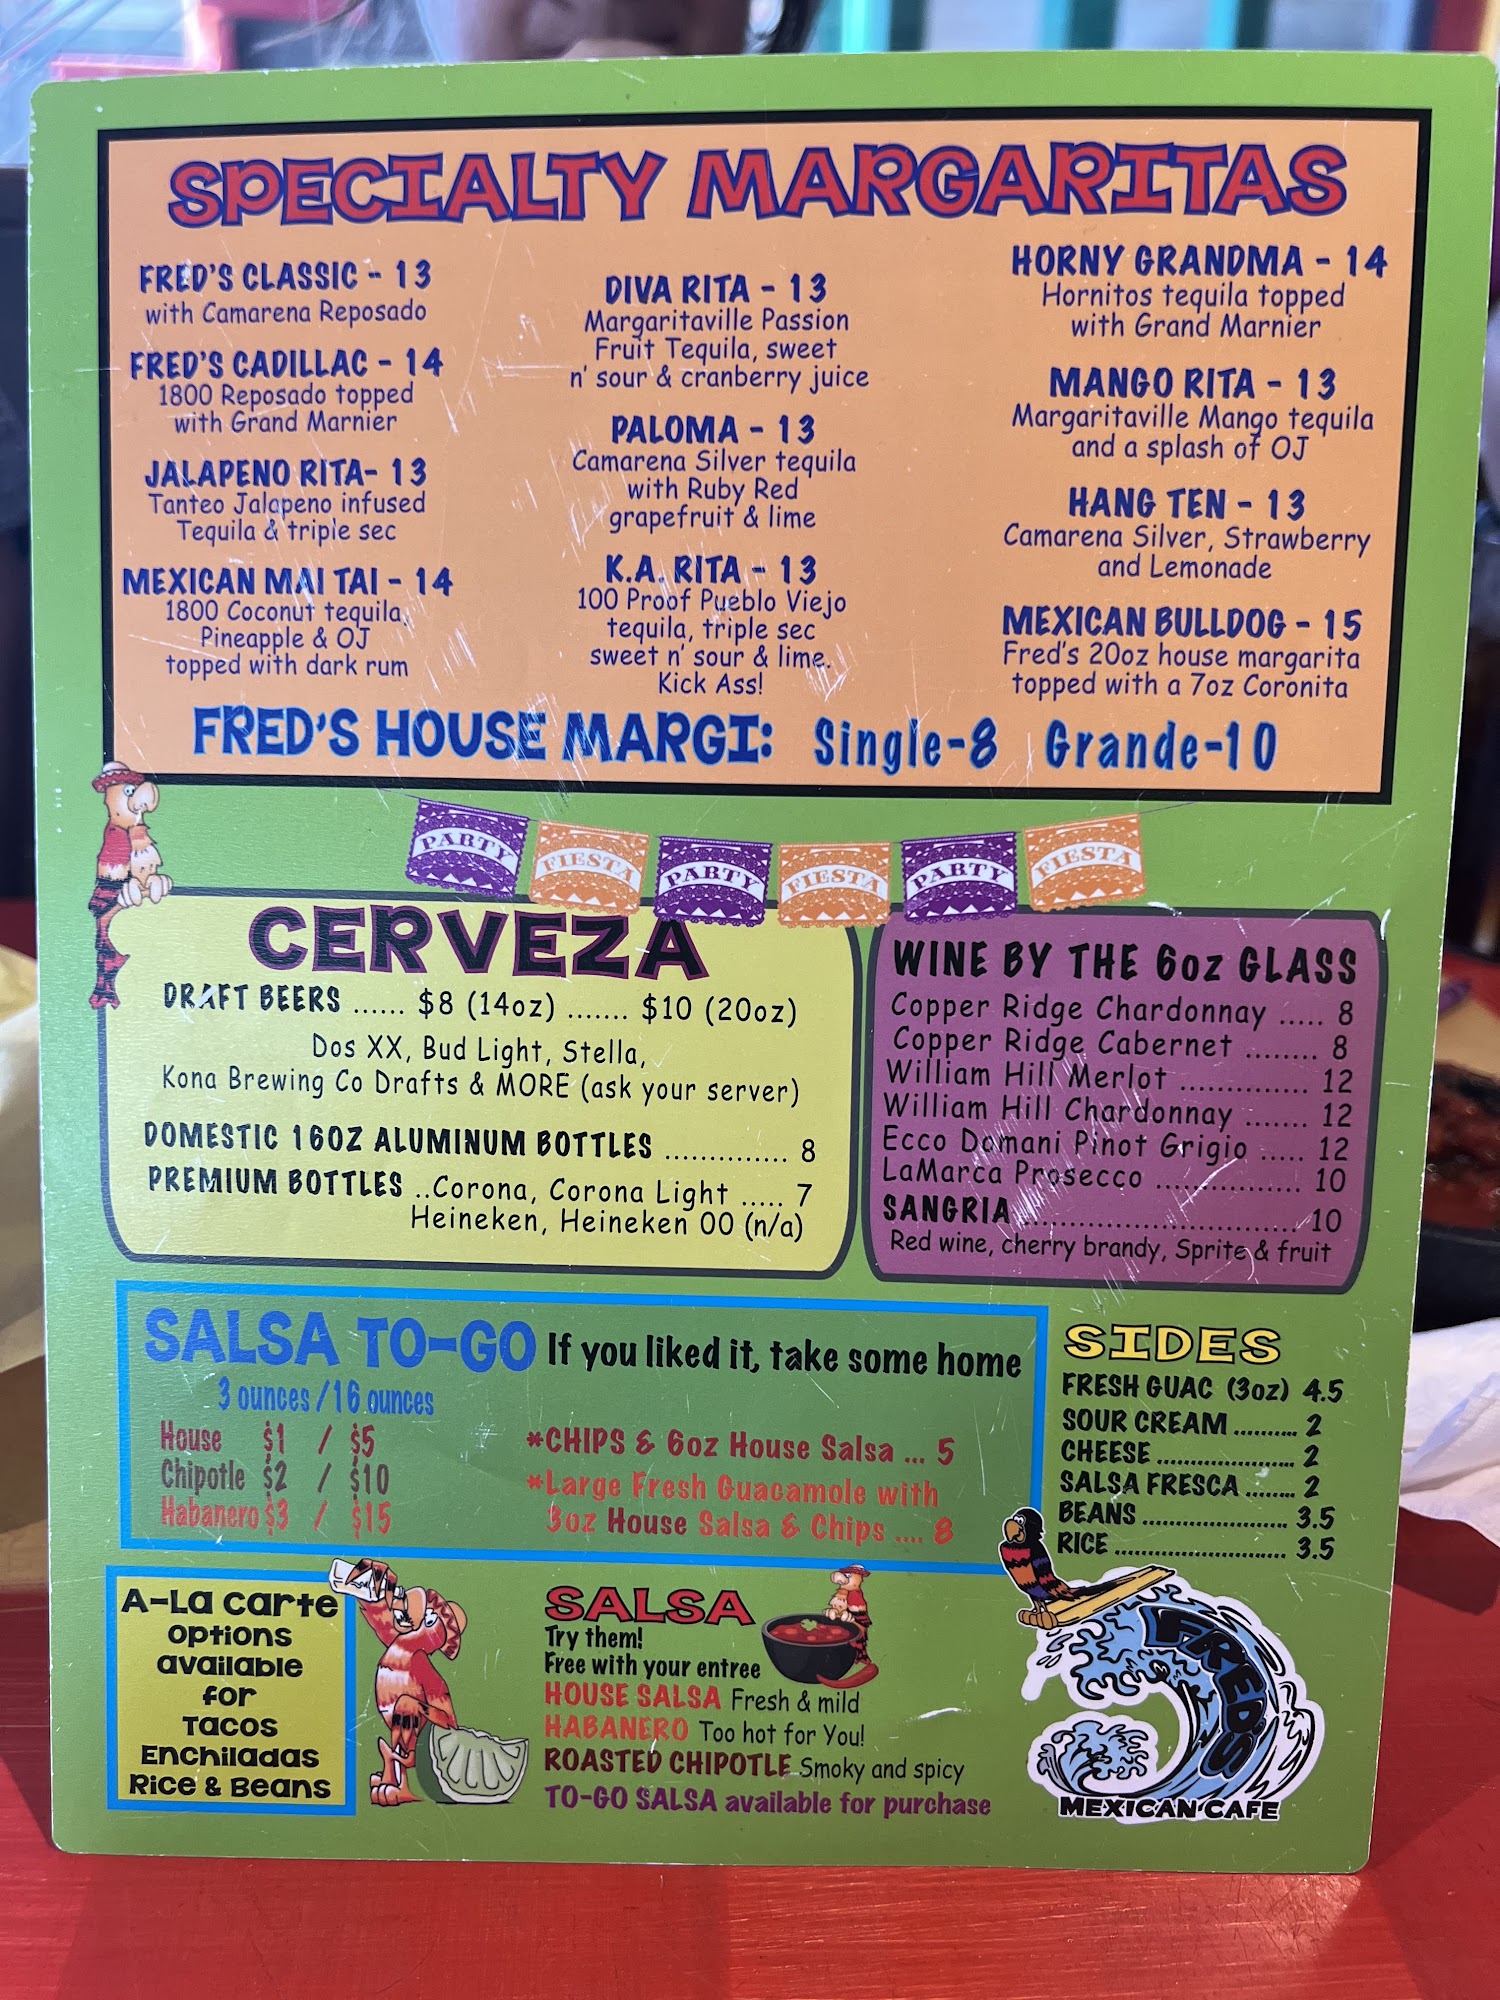 SPECIALTY MARGARITAS
FRED'S CLASSIC - 13
with Camarena Reposado
FRED'S CADILLAC - 14
1800 Reposado topped
with Grand Marnier
JALAPENO RITA- 13
Tanteo Jalapeno infused
Tequila & triple sec
MEXICAN MAI TAI - 14
1800 Coconut tequila,
Pineapple & OJ
topped with dark rum
DIVA RITA - 13
Margaritaville Passion
Fruit Tequila, sweet
n' sour & cranberry juice
PALOMA - 13
Camarena Silver tequila
with Ruby Red
grapefruit & lime
K.A. RITA - 13
100 Proof Pueblo Viejo
tequila, triple sec
sweet n' sour & lime.
Kick Ass!
HORNY GRANDMA - 14
Hornitos tequila topped
with Grand Marnier
MANGO RITA - 13
Margaritaville Mango tequila
and a splash of OJ
HANG TEN - 13
Camarena Silver, Strawberry
and Lemonade
MEXICAN BULLDOG - 15
Fred's 20oz house margarita
topped with a 7oz Coronita
FRED'S HOUSE MARGI: Single-8 Grande-10
PARTY FIESTA PARTY FIESTA PARTY FIESTA
CERVEZA
DRAFT BEERS ...... $8 (14oz) ....... $10 (20oz)
Dos XX, Bud Light, Stella,
Kona Brewing Co Drafts & MORE (ask your server)
DOMESTIC 16OZ ALUMINUM BOTTLES .............. 8
PREMIUM BOTTLES ..Corona, Corona Light ..... 7
Heineken, Heineken 00 (n/a)
WINE BY THE 6oz GLASS
Copper Ridge Chardonnay ..... 8
Copper Ridge Cabernet ........ 8
William Hill Merlot .............. 12
William Hill Chardonnay ....... 12
Ecco Domani Pinot Grigio ..... 12
LaMarca Prosecco ................ 10
SANGRIA .............................. 10
Red wine, cherry brandy, Sprite & fruit
SALSA TO-GO If you liked it, take some home
3 ounces / 16 ounces
House $1 / $5
Chipotle $2 / $10
Habanero $3 / $15
*CHIPS & 6oz House Salsa ... 5
*Large Fresh Guacamole with
3oz House Salsa & Chips .... 8
SIDES
FRESH GUAC (3oz) 4.5
SOUR CREAM .......... 2
CHEESE ..................... 2
SALSA FRESCA ........ 2
BEANS ...................... 3.5
RICE .......................... 3.5
A-La Carte
Options
available
for
Tacos
Enchiladas
Rice & Beans
SALSA
Try them!
Free with your entree
HOUSE SALSA Fresh & mild
HABANERO Too hot for You!
ROASTED CHIPOTLE Smoky and spicy
TO-GO SALSA available for purchase
FRED'S
MEXICAN CAFE